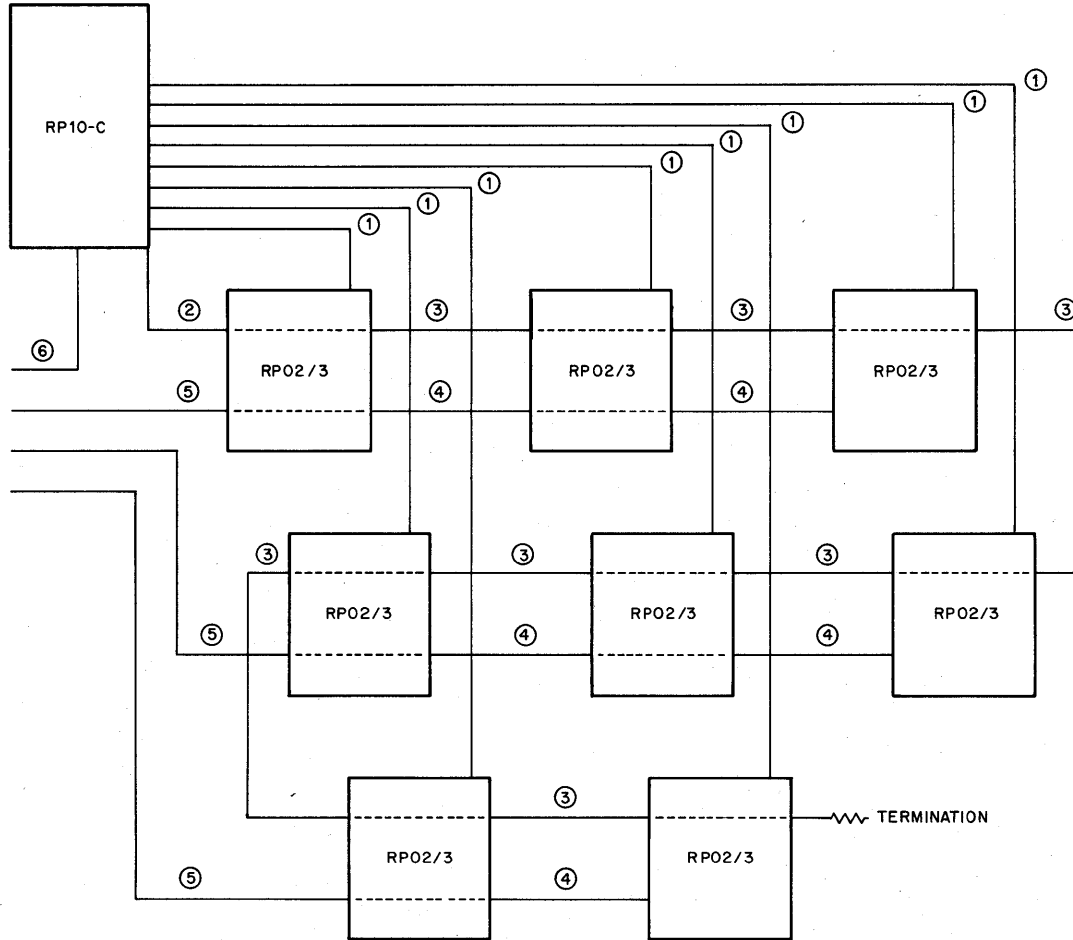 RP10-C
①
①
①
①
①
①
①
①
② ③ ③ ③
RP02/3 RP02/3 RP02/3
⑥
⑤ ④ ④
③ ③ ③
RP02/3 RP02/3 RP02/3
⑤ ④ ④
③
TERMINATION
RP02/3 RP02/3
⑤ ④